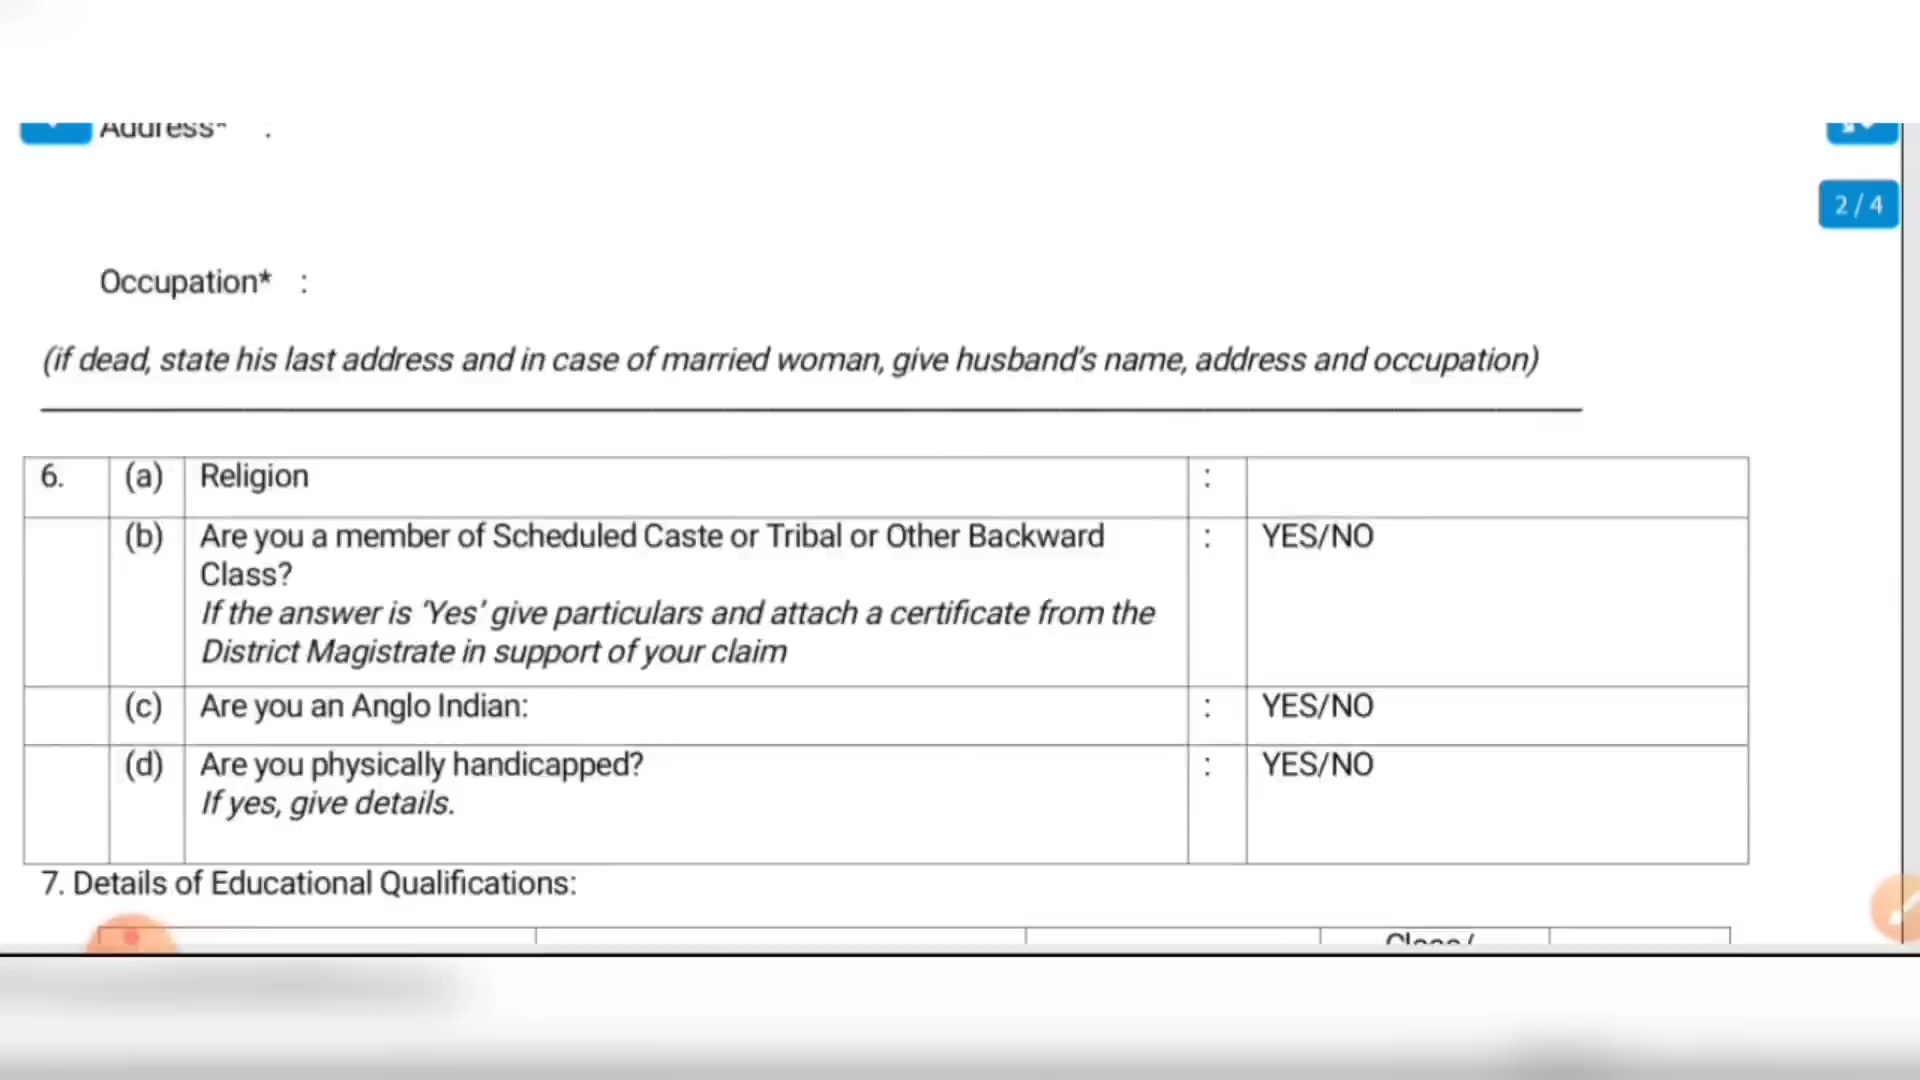 Address* :
2 / 4
Occupation* :
(if dead, state his last address and in case of married woman, give husband's name, address and occupation)
6. (a) Religion :
(b) Are you a member of Scheduled Caste or Tribal or Other Backward : YES/NO
Class?
If the answer is ‘Yes’ give particulars and attach a certificate from the
District Magistrate in support of your claim
(c) Are you an Anglo Indian: : YES/NO
(d) Are you physically handicapped? : YES/NO
If yes, give details.
7. Details of Educational Qualifications:
Class/